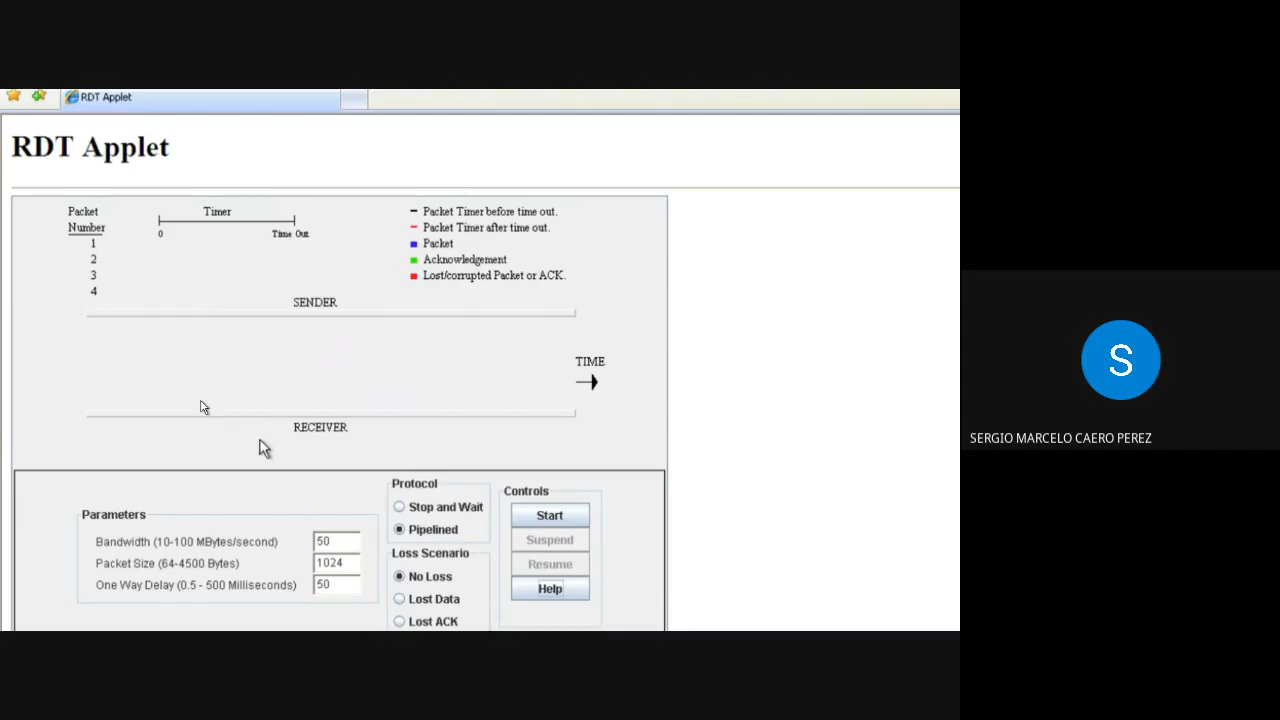 RDT Applet
RDT Applet
Packet
Number
1
2
3
4
Timer
0 Time Out
Packet Timer before time out.
Packet Timer after time out.
Packet
Acknowledgement
Lost/corrupted Packet or ACK.
SENDER
TIME
RECEIVER
Parameters
Bandwidth (10-100 MBytes/second) 50
Packet Size (64-4500 Bytes) 1024
One Way Delay (0.5 - 500 Milliseconds) 50
Protocol
Stop and Wait
Pipelined
Loss Scenario
No Loss
Lost Data
Lost ACK
Controls
Start
Suspend
Resume
Help
S
SERGIO MARCELO CAERO PEREZ